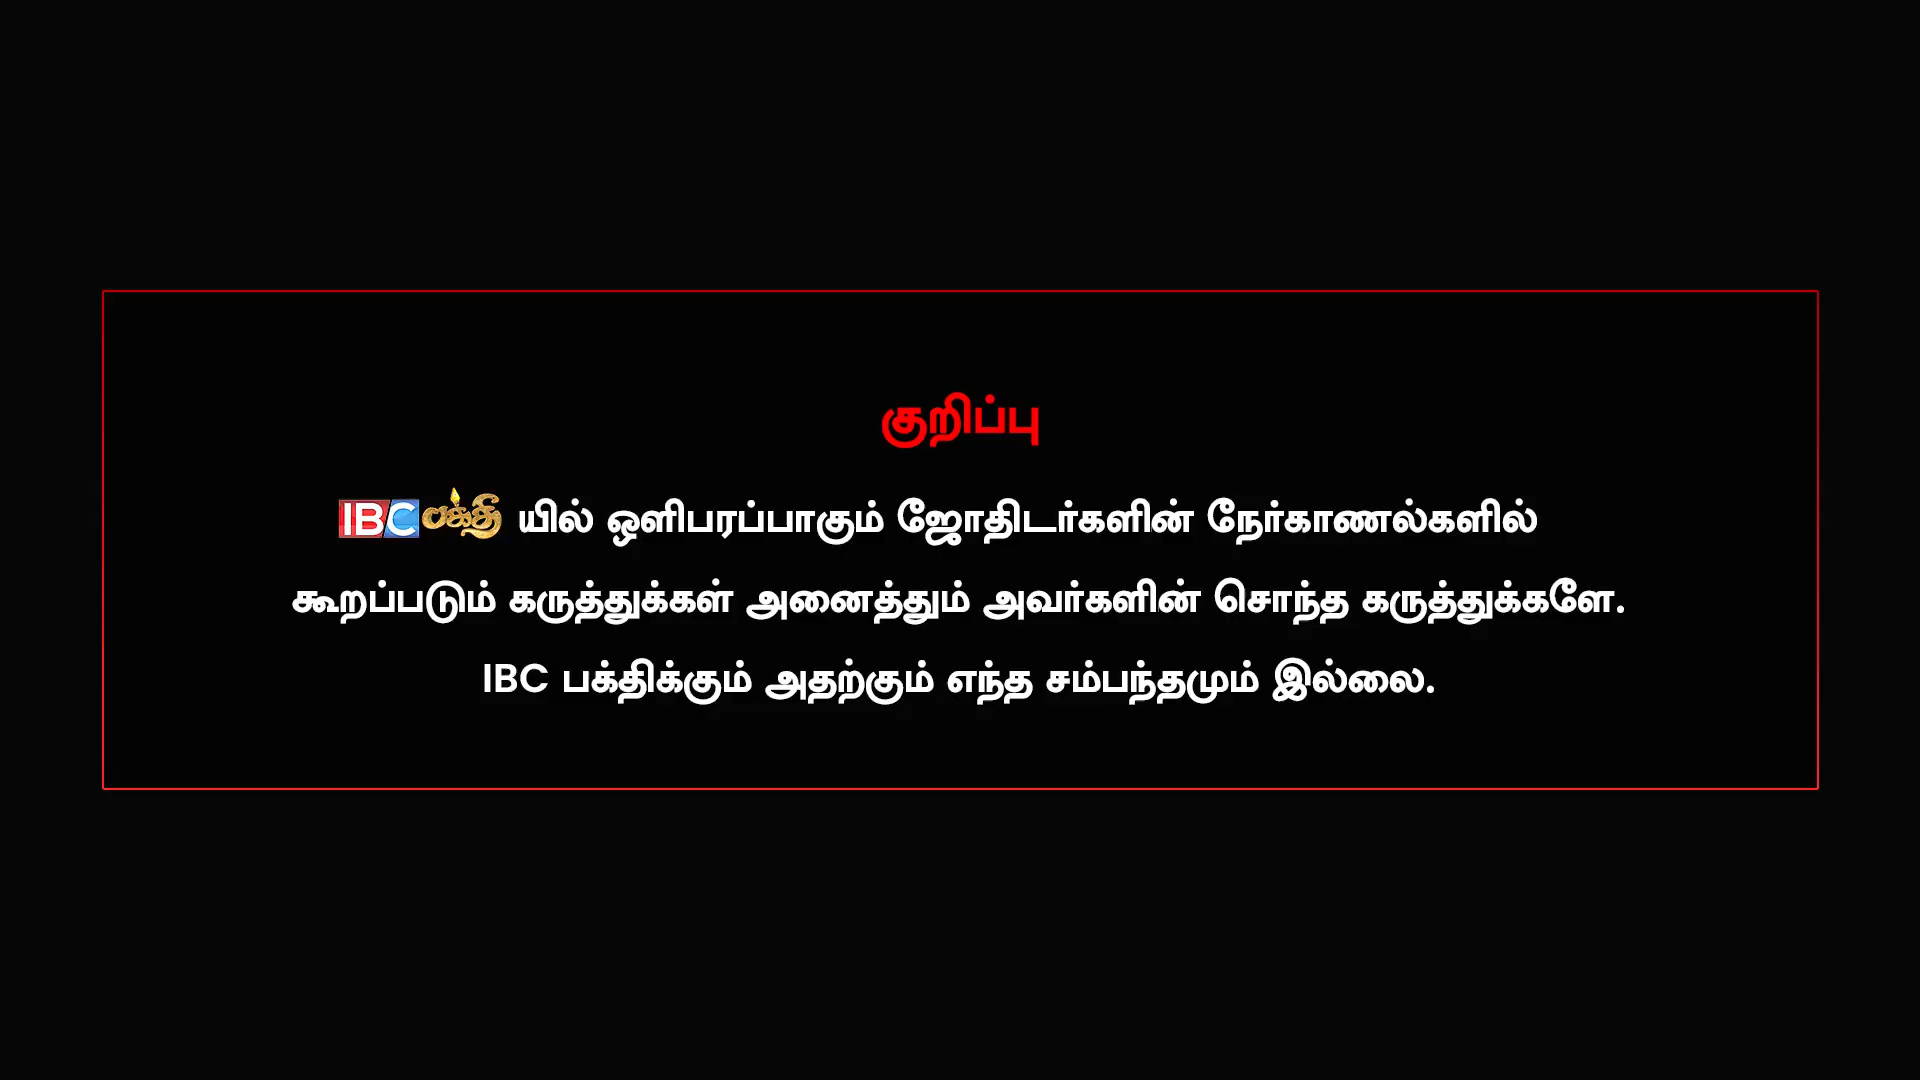 குறிப்பு
IBC பக்தி யில் ஒளிபரப்பாகும் ஜோதிடர்களின் நேர்காணல்களில்
கூறப்படும் கருத்துக்கள் அனைத்தும் அவர்களின் சொந்த கருத்துக்களே.
IBC பக்திக்கும் அதற்கும் எந்த சம்பந்தமும் இல்லை.